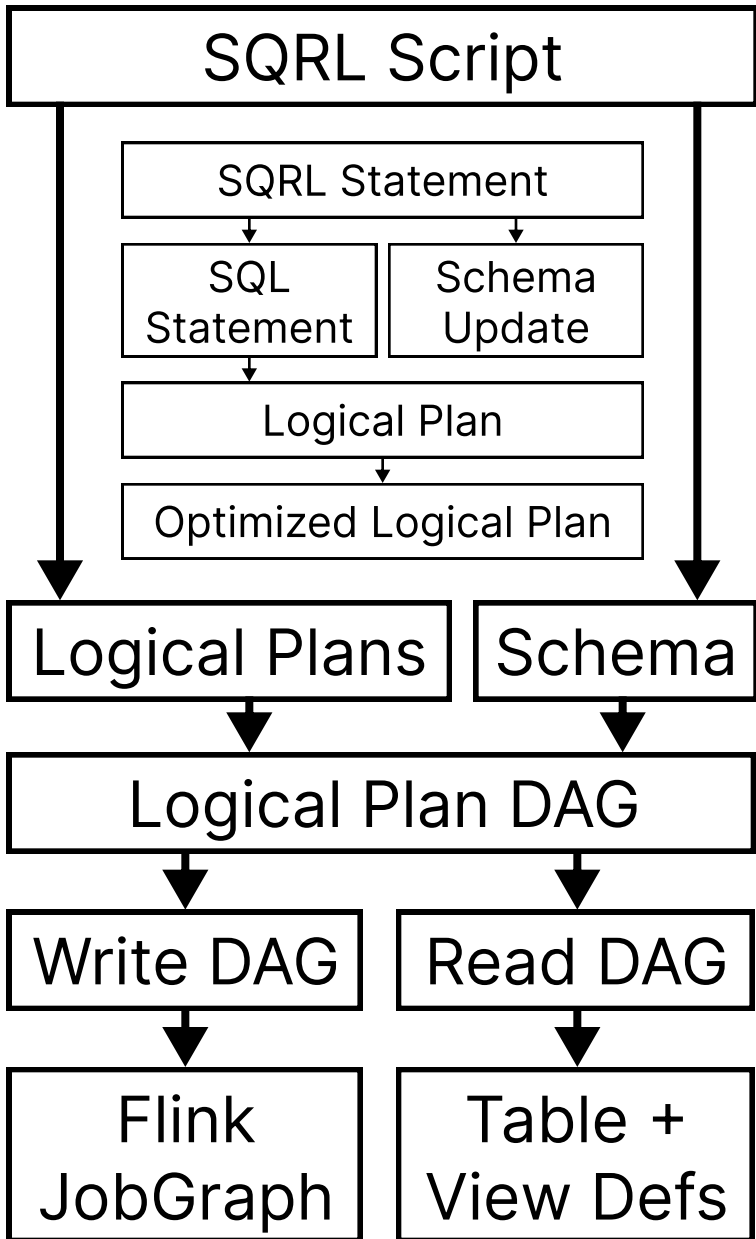 SQRL Script
SQRL Statement
SQL
Statement
Schema
Update
Logical Plan
Optimized Logical Plan
Logical Plans
Schema
Logical Plan DAG
Write DAG
Read DAG
Flink
JobGraph
Table +
View Defs